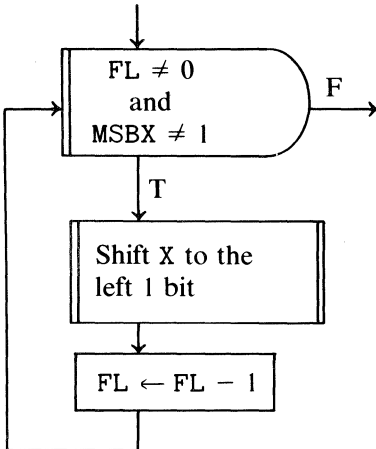 FL ≠ 0
and
MSBX ≠ 1
F
T
Shift X to the
left 1 bit
FL ← FL − 1